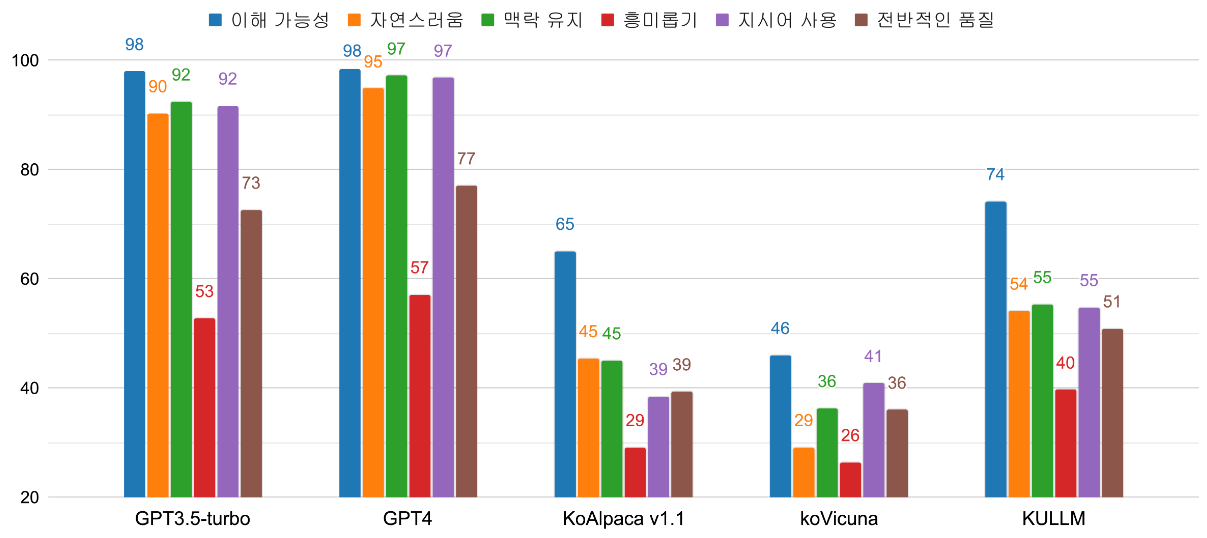 이해 가능성 자연스러움 맥락 유지 흥미롭기 지시어 사용 전반적인 품질
100
80
60
40
20
98 90 92 53 92 73
98 95 97 57 97 77
65 45 45 29 39 39
46 29 36 26 41 36
74 54 55 40 55 51
GPT3.5-turbo GPT4 KoAlpaca v1.1 koVicuna KULLM